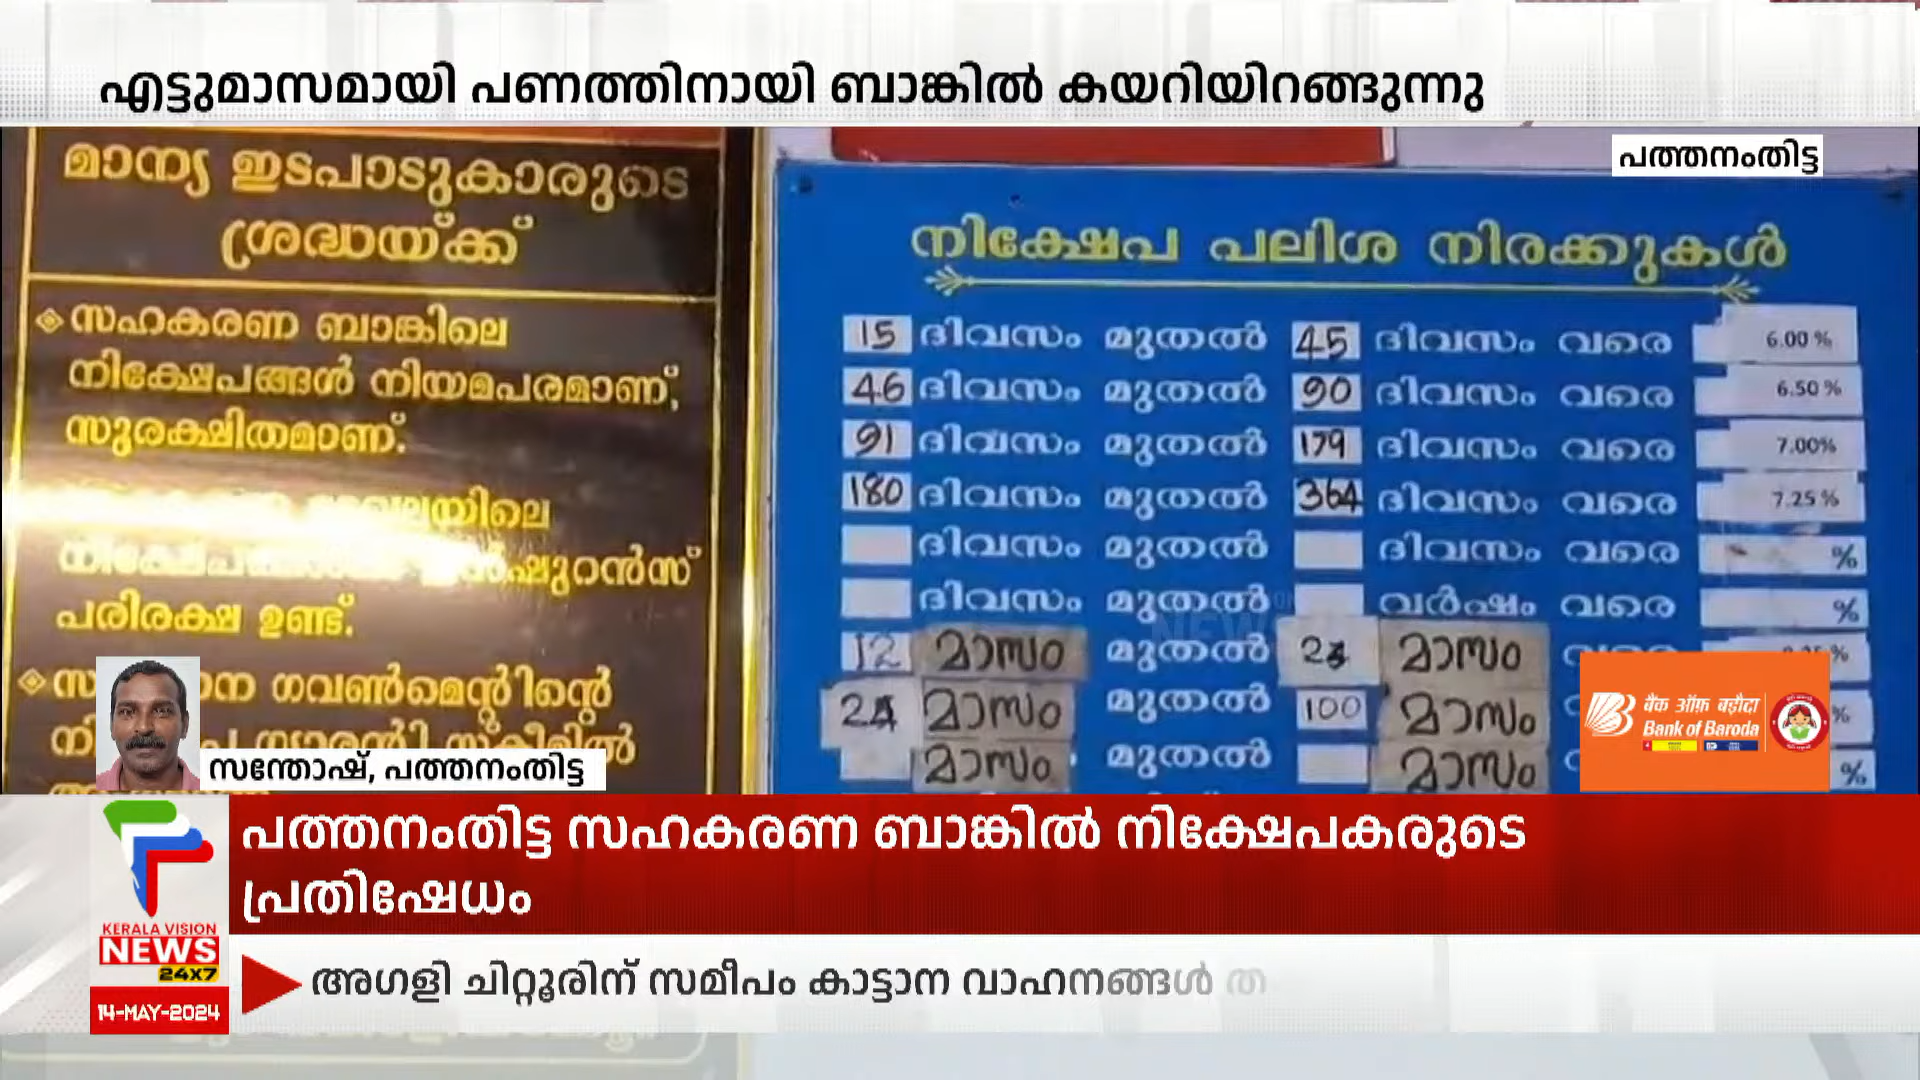 എട്ടുമാസമായി പണത്തിനായി ബാങ്കിൽ കയറിയിറങ്ങുന്നു
പത്തനംതിട്ട
മാന്യ ഇടപാടുകാരുടെ
ശ്രദ്ധയ്ക്ക്
സഹകരണ ബാങ്കിലെ
നിക്ഷേപങ്ങൾ നിയമപരമാണ്,
സുരക്ഷിതമാണ്.
പരിരക്ഷ ഉണ്ട്.
ഗവൺമെന്റിന്റെ
നിക്ഷേപ പലിശ നിരക്കുകൾ
15 ദിവസം മുതൽ 45 ദിവസം വരെ 6.00 %
46 ദിവസം മുതൽ 90 ദിവസം വരെ 6.50 %
91 ദിവസം മുതൽ 179 ദിവസം വരെ 7.00%
180 ദിവസം മുതൽ 364 ദിവസം വരെ 7.25 %
ദിവസം മുതൽ ദിവസം വരെ %
ദിവസം മുതൽ വർഷം വരെ %
12 മാസം മുതൽ 24 മാസം %
24 മാസം മുതൽ 100 മാസം %
മാസം മുതൽ മാസം %
बैंक ऑफ़ बड़ौदा
Bank of Baroda
സന്തോഷ്, പത്തനംതിട്ട
പത്തനംതിട്ട സഹകരണ ബാങ്കിൽ നിക്ഷേപകരുടെ
പ്രതിഷേധം
KERALA VISION
NEWS
24x7
14-MAY-2024
അഗളി ചിറ്റൂരിന് സമീപം കാട്ടാന വാഹനങ്ങൾ ത